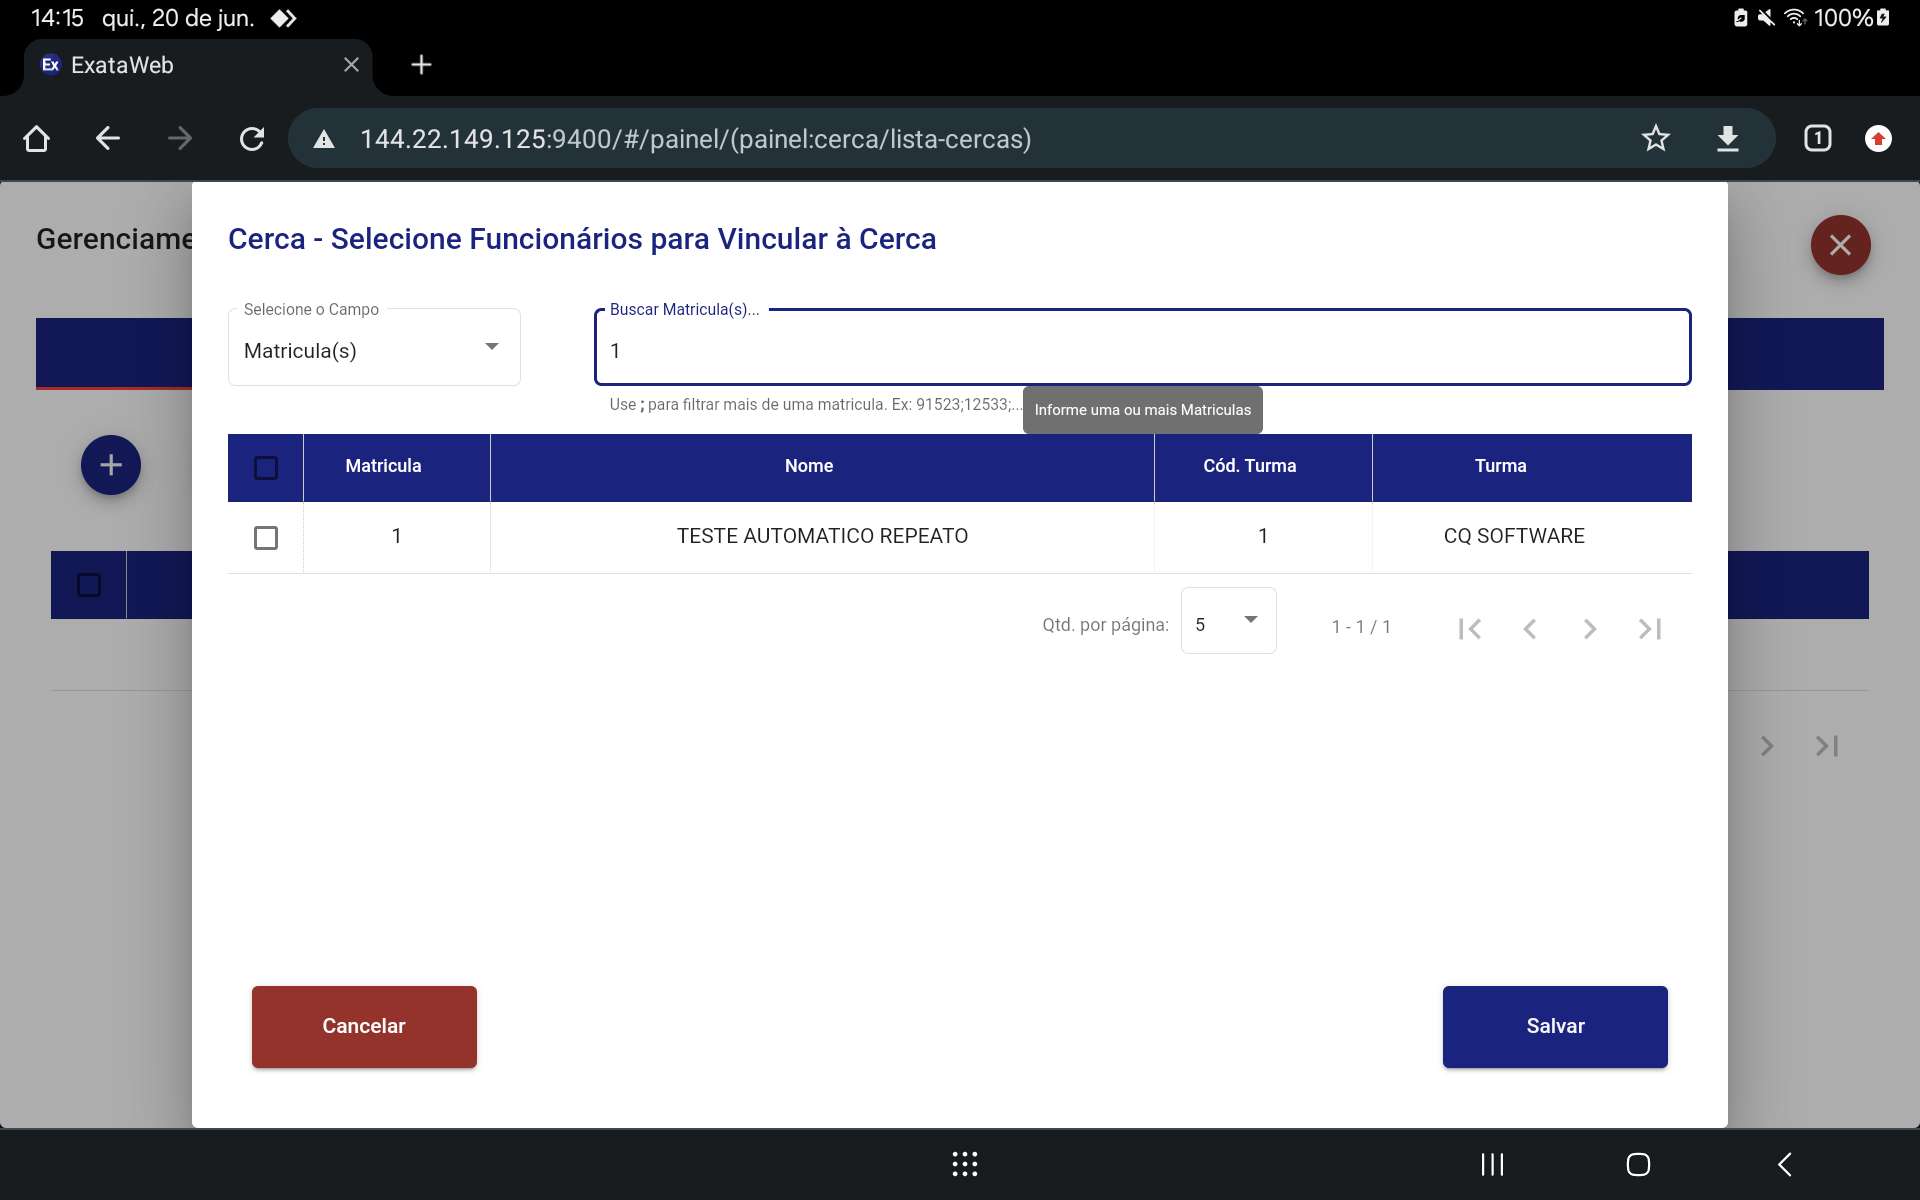 14:15 qui., 20 de jun. 100%
Ex ExataWeb
144.22.149.125:9400/#/painel/(painel:cerca/lista-cercas) 1
Gerenciame
Cerca - Selecione Funcionários para Vincular à Cerca
Selecione o Campo
Matricula(s)
Buscar Matricula(s)...
1
Use ; para filtrar mais de uma matricula. Ex: 91523;12533;...
Informe uma ou mais Matriculas
Matricula Nome Cód. Turma Turma
1 TESTE AUTOMATICO REPEATO 1 CQ SOFTWARE
Qtd. por página: 5 1 - 1 / 1
Cancelar Salvar